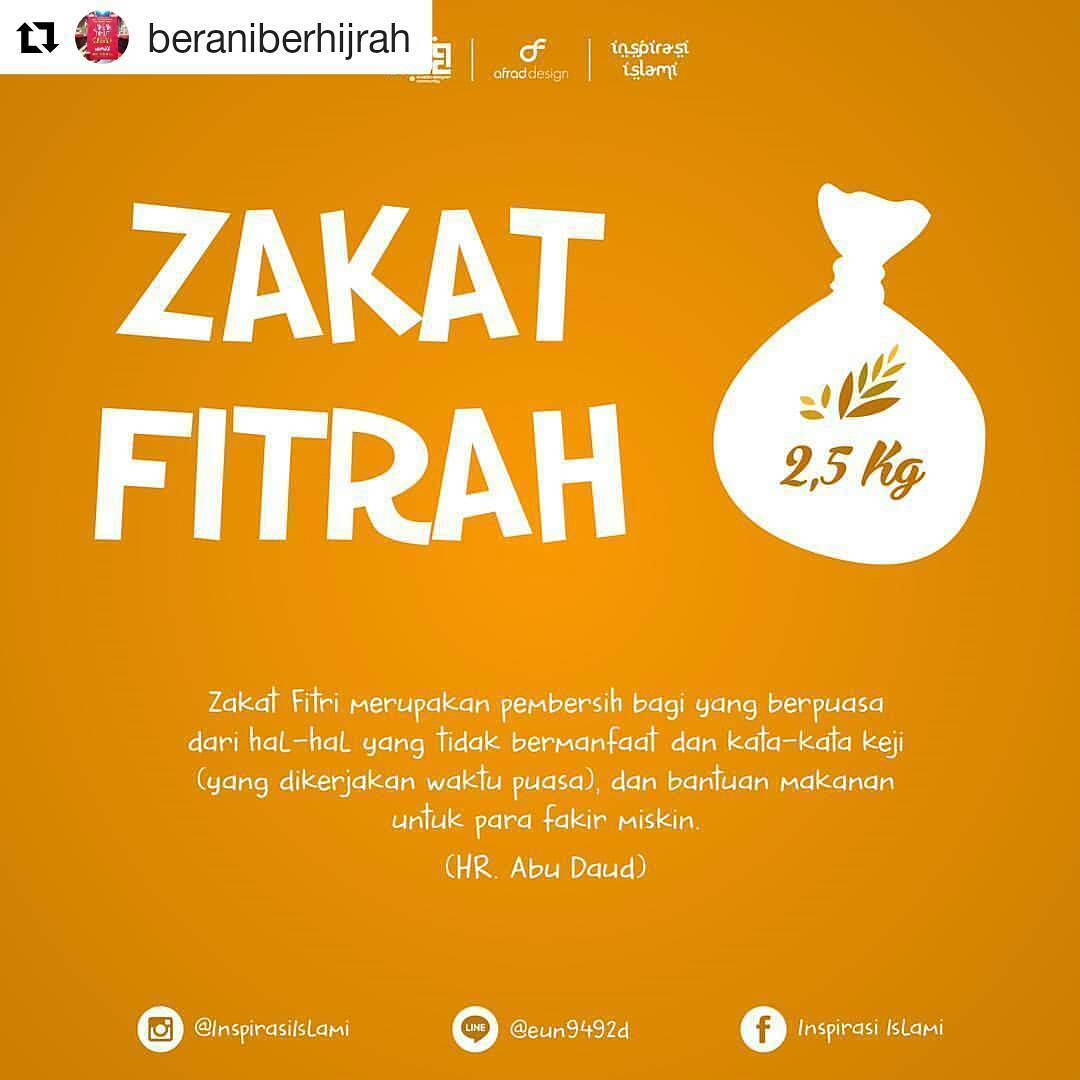 beraniberhijrah
afrad design
inspirasi
islami
ZAKAT
FITRAH
2,5 Kg
Zakat Fitri merupakan pembersih bagi yang berpuasa
dari hal-hal yang tidak bermanfaat dan kata-kata keji
(yang dikerjakan waktu puasa), dan bantuan makanan
untuk para fakir miskin.
(HR. Abu Daud)
@InspirasiIslami
LINE
@eun9492d
Inspirasi Islami